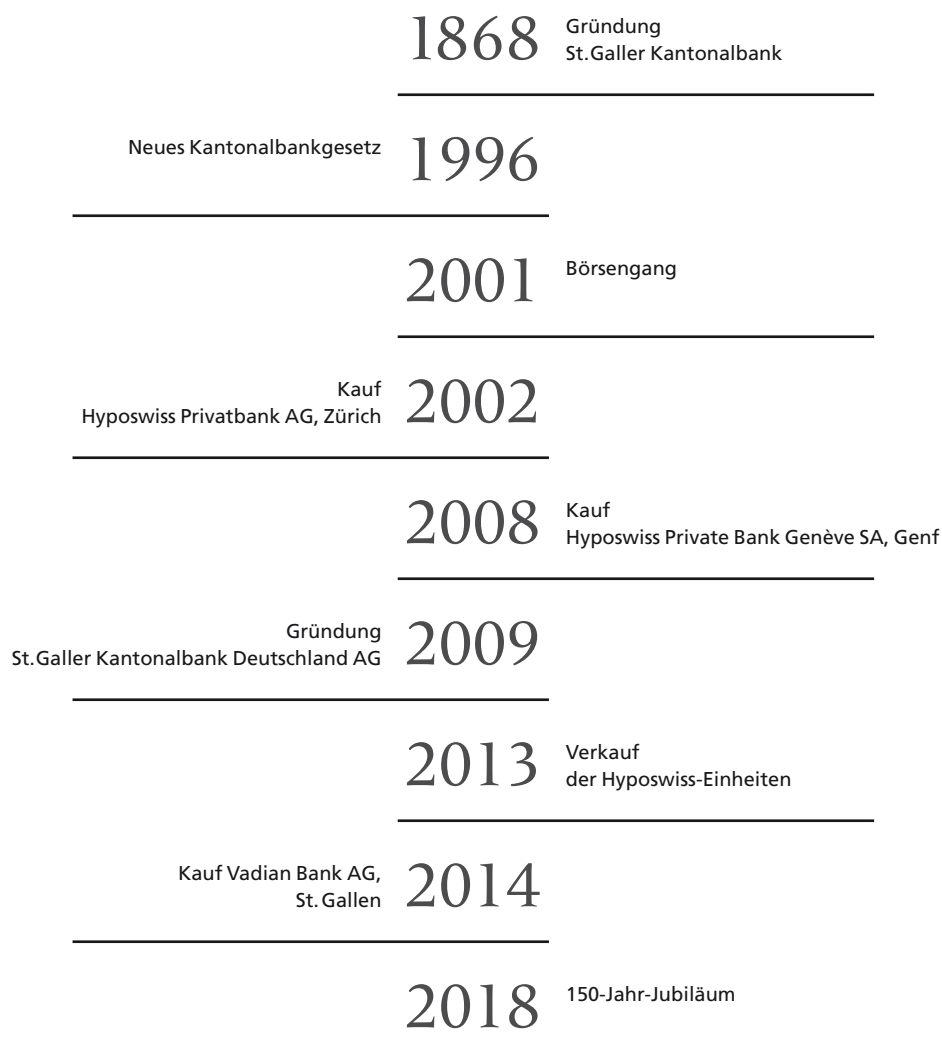 1868
Gründung
St.Galler Kantonalbank
Neues Kantonalbankgesetz
1996
2001
Börsengang
Kauf
Hyposwiss Privatbank AG, Zürich
2002
2008
Kauf
Hyposwiss Private Bank Genève SA, Genf
Gründung
St.Galler Kantonalbank Deutschland AG
2009
2013
Verkauf
der Hyposwiss-Einheiten
Kauf Vadian Bank AG,
St. Gallen
2014
2018
150-Jahr-Jubiläum